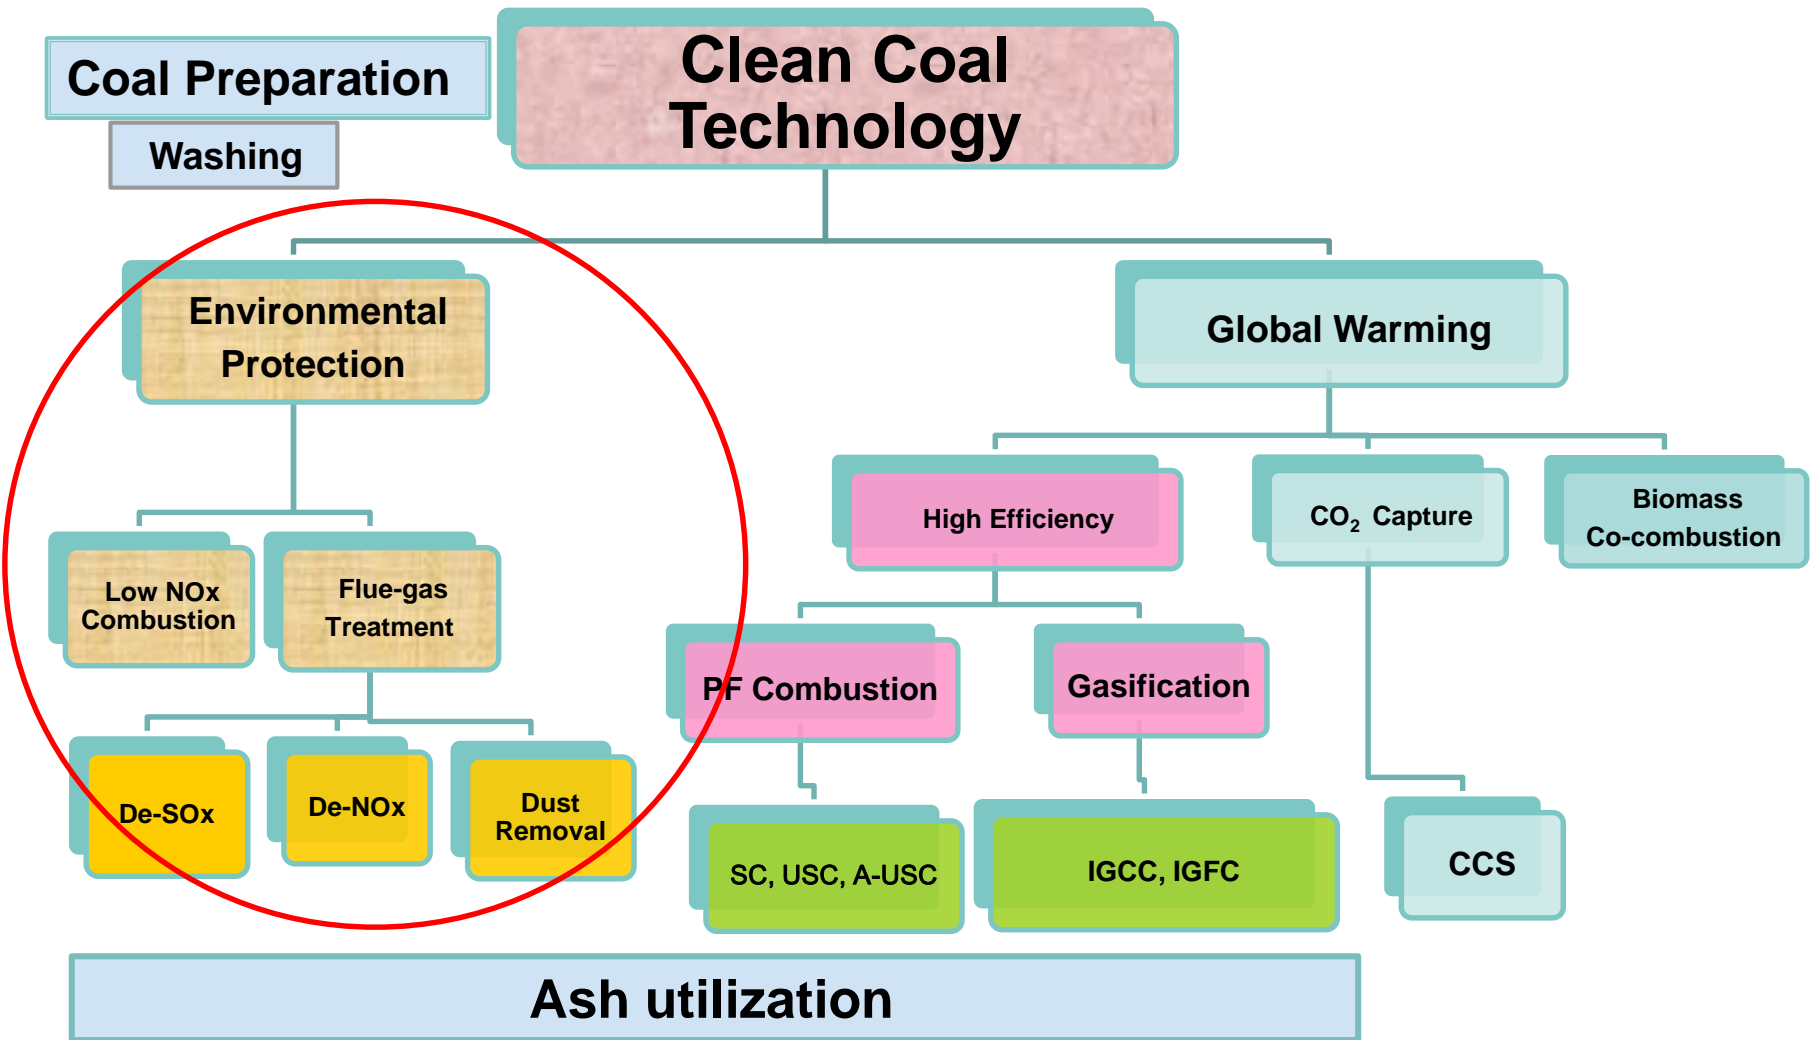 Coal Preparation
Washing
Clean Coal
Technology
Environmental
Protection
Global Warming
Low NOx
Combustion
Flue-gas
Treatment
High Efficiency
CO₂ Capture
Biomass
Co-combustion
PF Combustion
Gasification
De-SOx
De-NOx
Dust
Removal
SC, USC, A-USC
IGCC, IGFC
CCS
Ash utilization